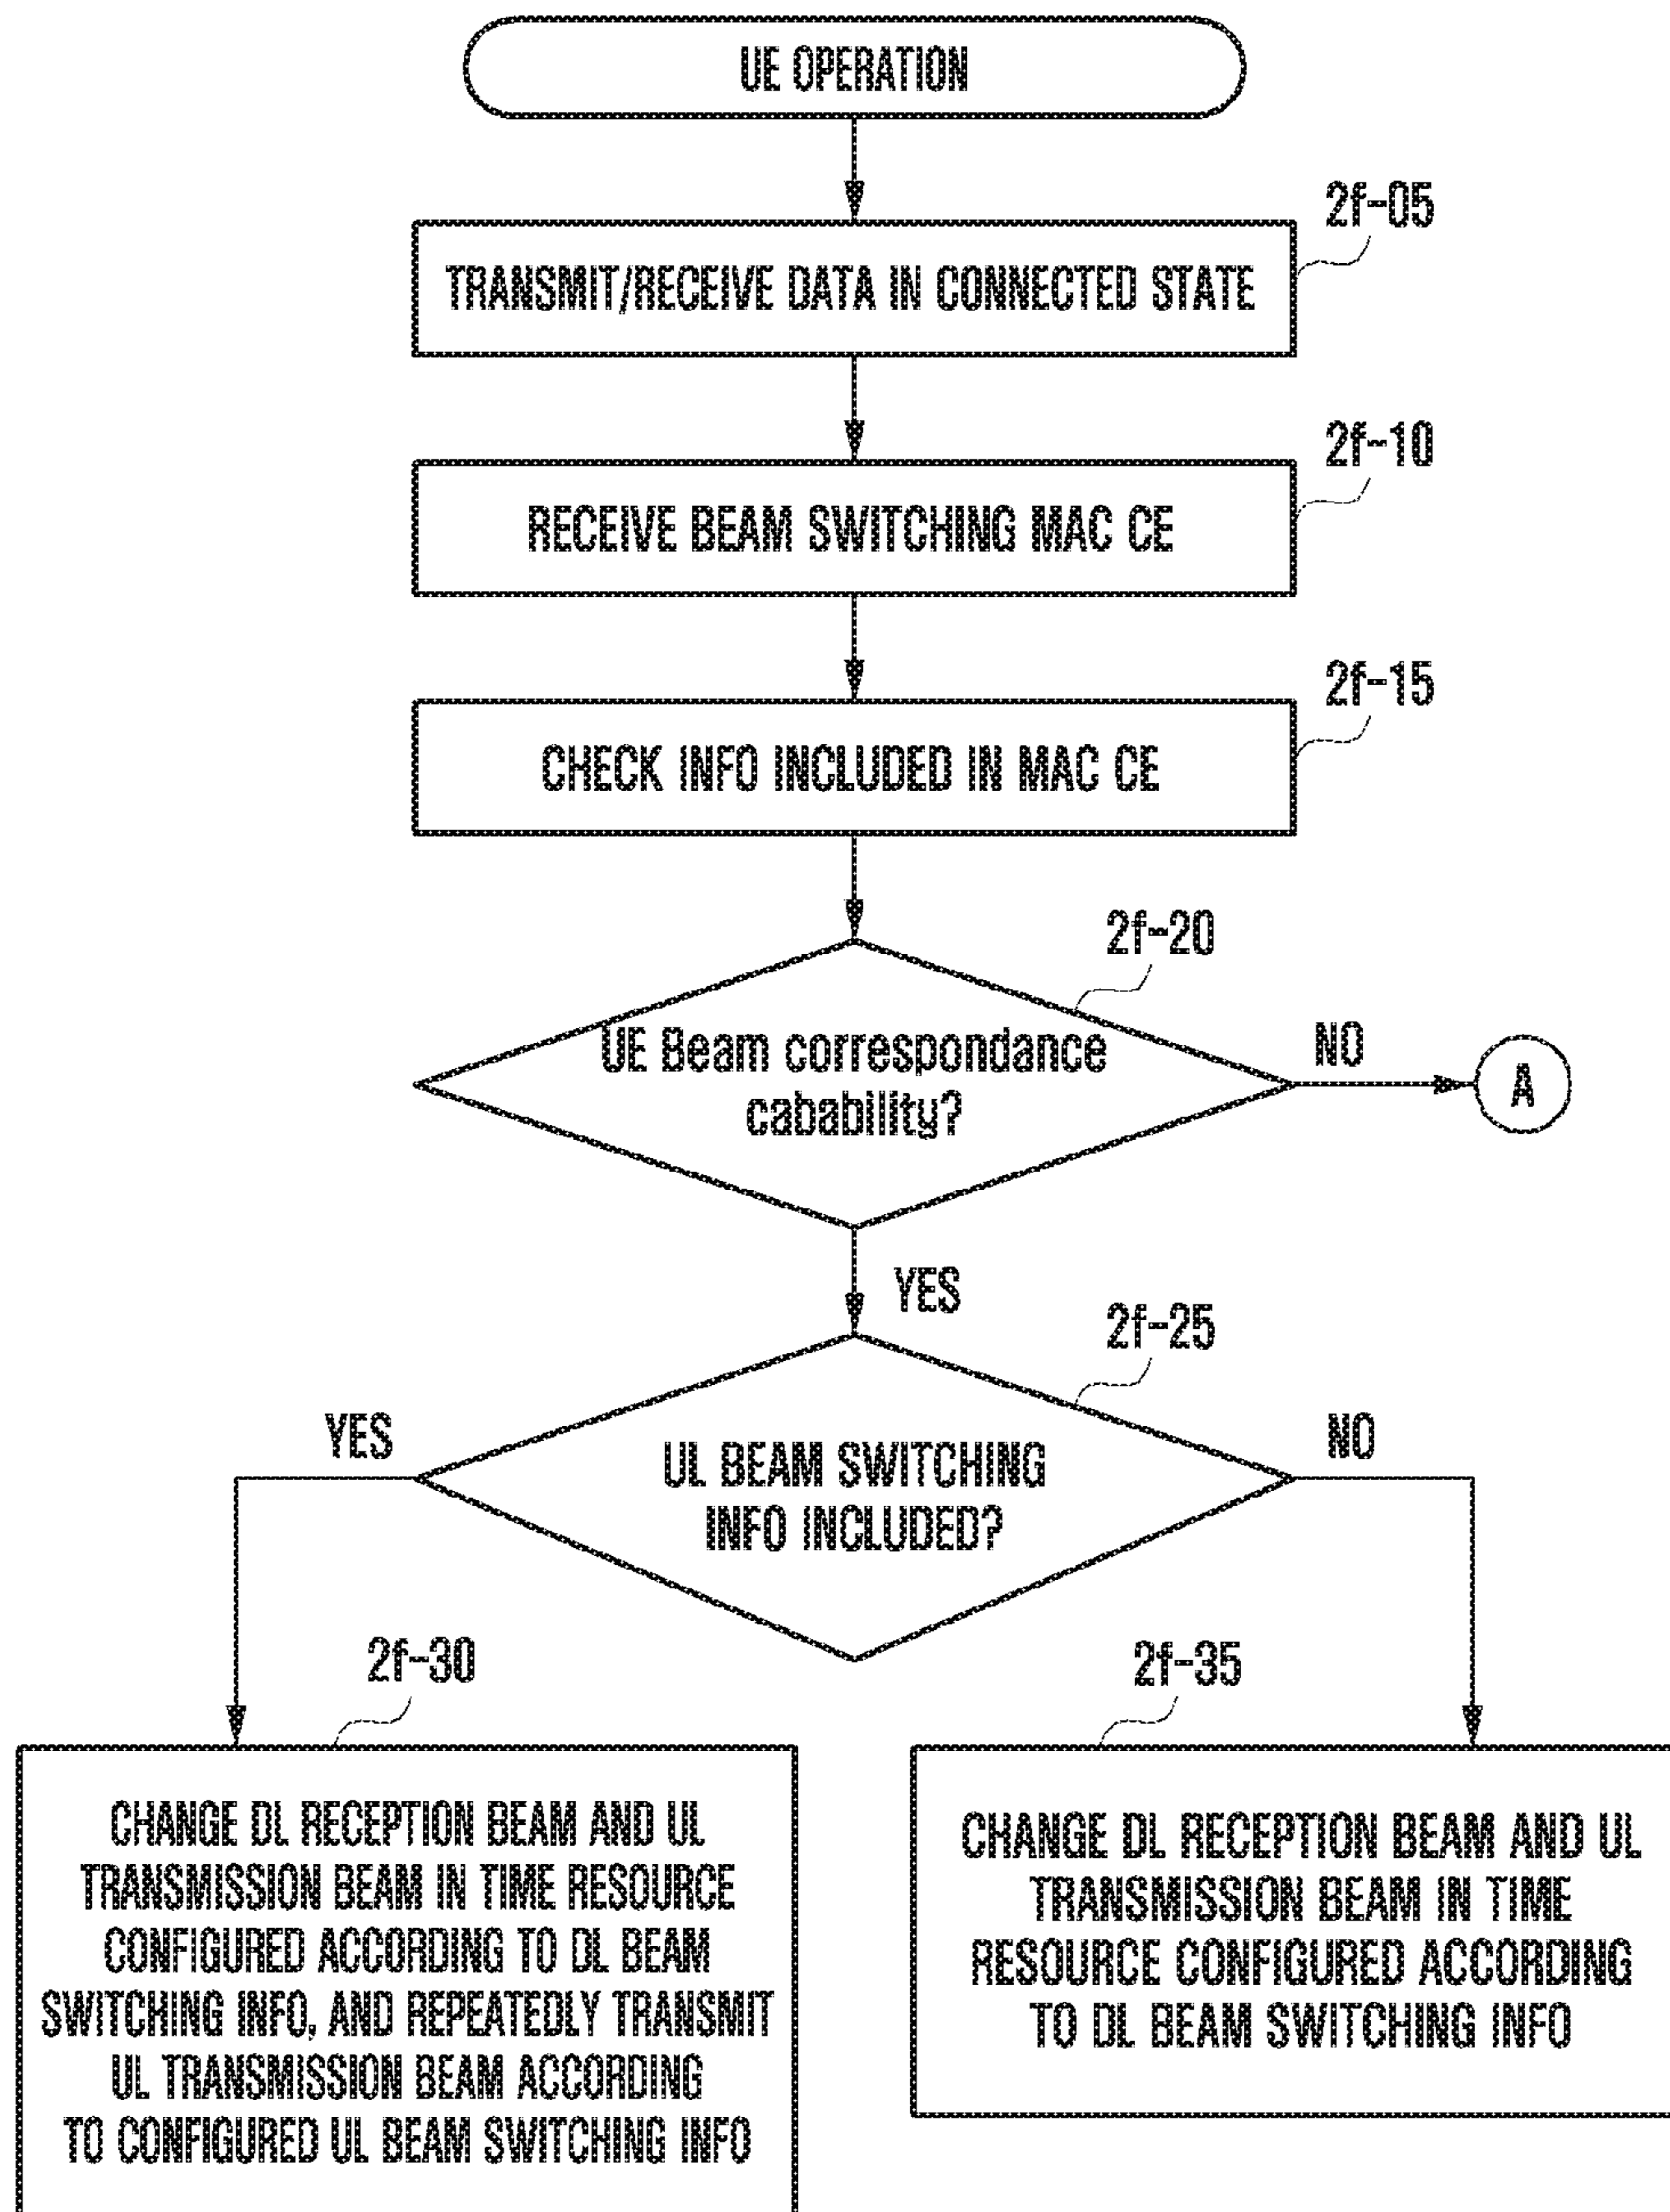 UE OPERATION
2f-05
TRANSMIT/RECEIVE DATA IN CONNECTED STATE
2f-10
RECEIVE BEAM SWITCHING MAC CE
2f-15
CHECK INFO INCLUDED IN MAC CE
2f-20
UE Beam correspondance
cabability?
NO
A
YES
2f-25
YES
UL BEAM SWITCHING
INFO INCLUDED?
NO
2f-30
CHANGE DL RECEPTION BEAM AND UL
TRANSMISSION BEAM IN TIME RESOURCE
CONFIGURED ACCORDING TO DL BEAM
SWITCHING INFO, AND REPEATEDLY TRANSMIT
UL TRANSMISSION BEAM ACCORDING
TO CONFIGURED UL BEAM SWITCHING INFO
2f-35
CHANGE DL RECEPTION BEAM AND UL
TRANSMISSION BEAM IN TIME
RESOURCE CONFIGURED ACCORDING
TO DL BEAM SWITCHING INFO